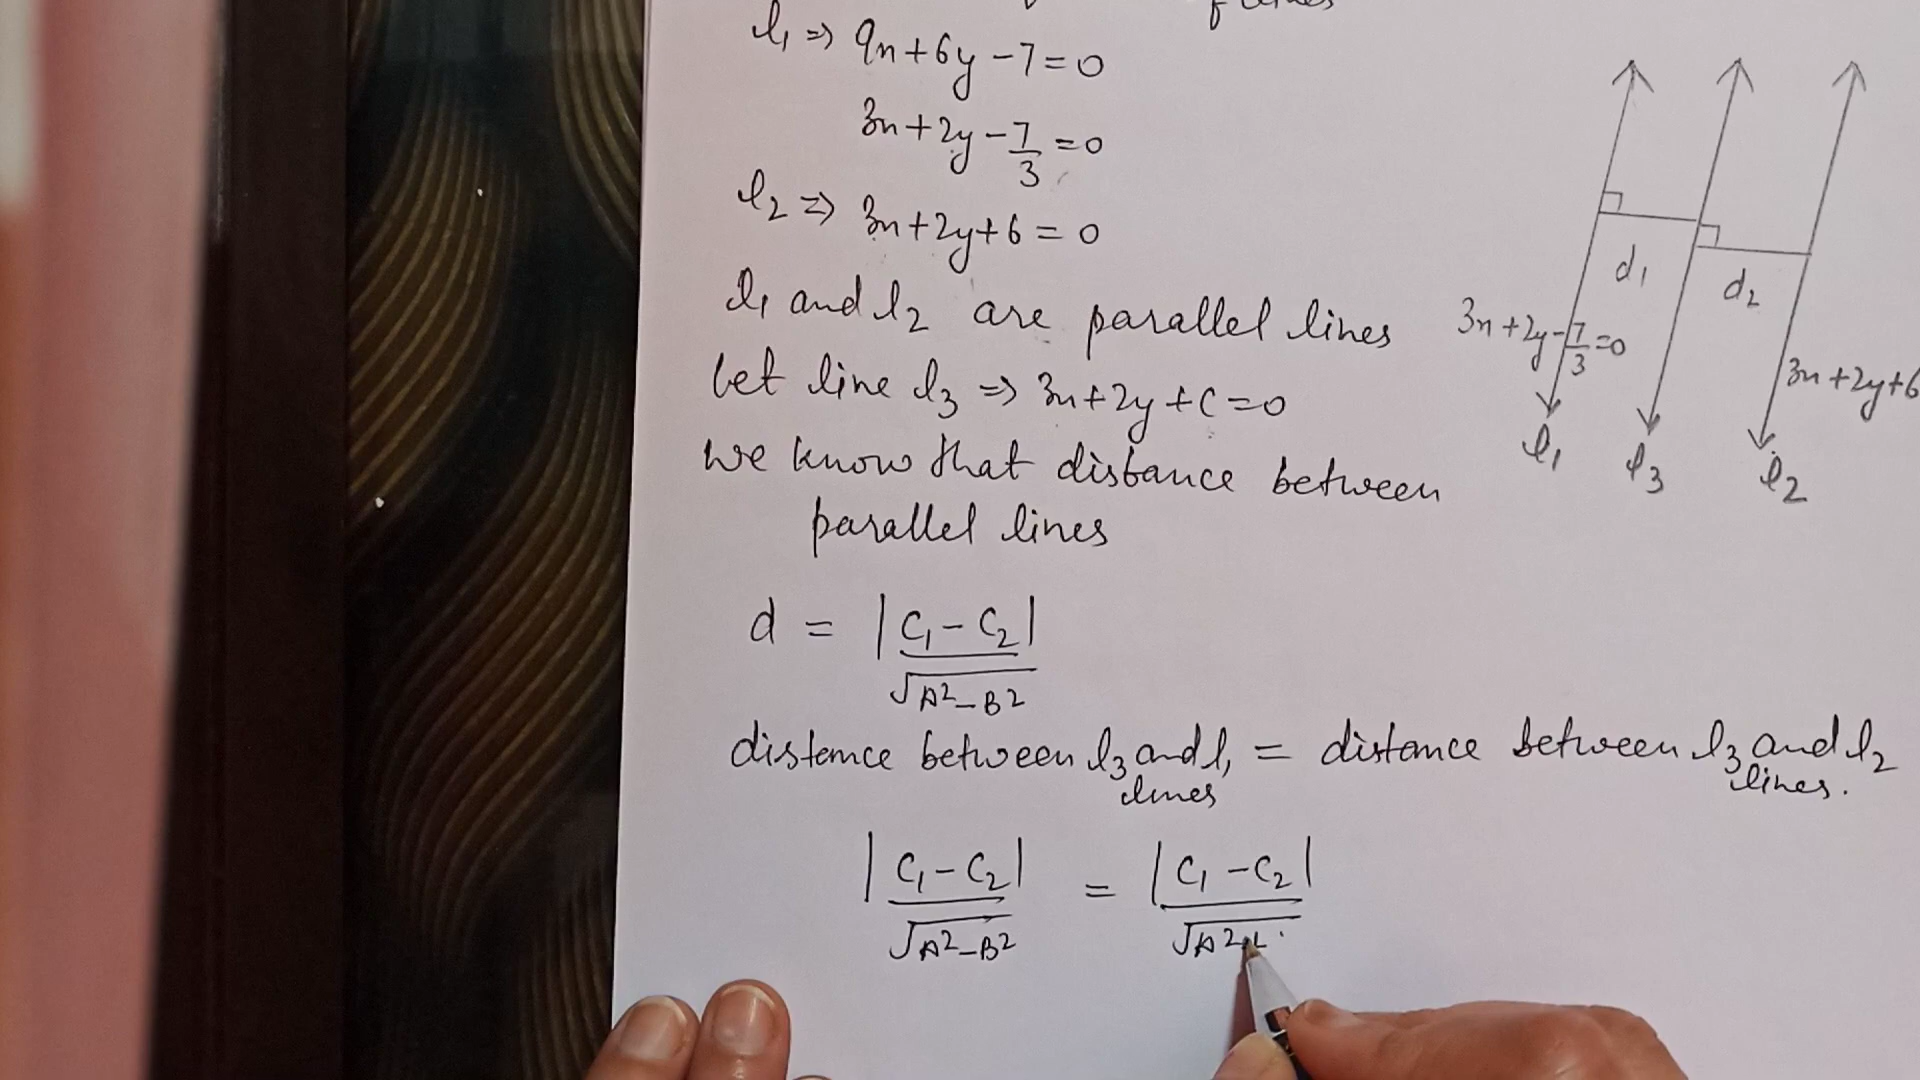 l₁ ⇒ 9x + 6y - 7 = 0
3x + 2y - 7/3 = 0
l₂ ⇒ 3x + 2y + 6 = 0
l₁ and l₂ are parallel lines
let line l₃ ⇒ 3x + 2y + C = 0
we know that distance between
parallel lines
d = |C₁ - C₂|
√A² - B²
distance between l₃ and l₁ = distance between l₃ and l₂
lines lines.
|C₁ - C₂| = |C₁ - C₂|
√A² - B² √A²
d₁
d₂
3x + 2y - 7/3 = 0
3x + 2y + 6
l₁
l₃
l₂